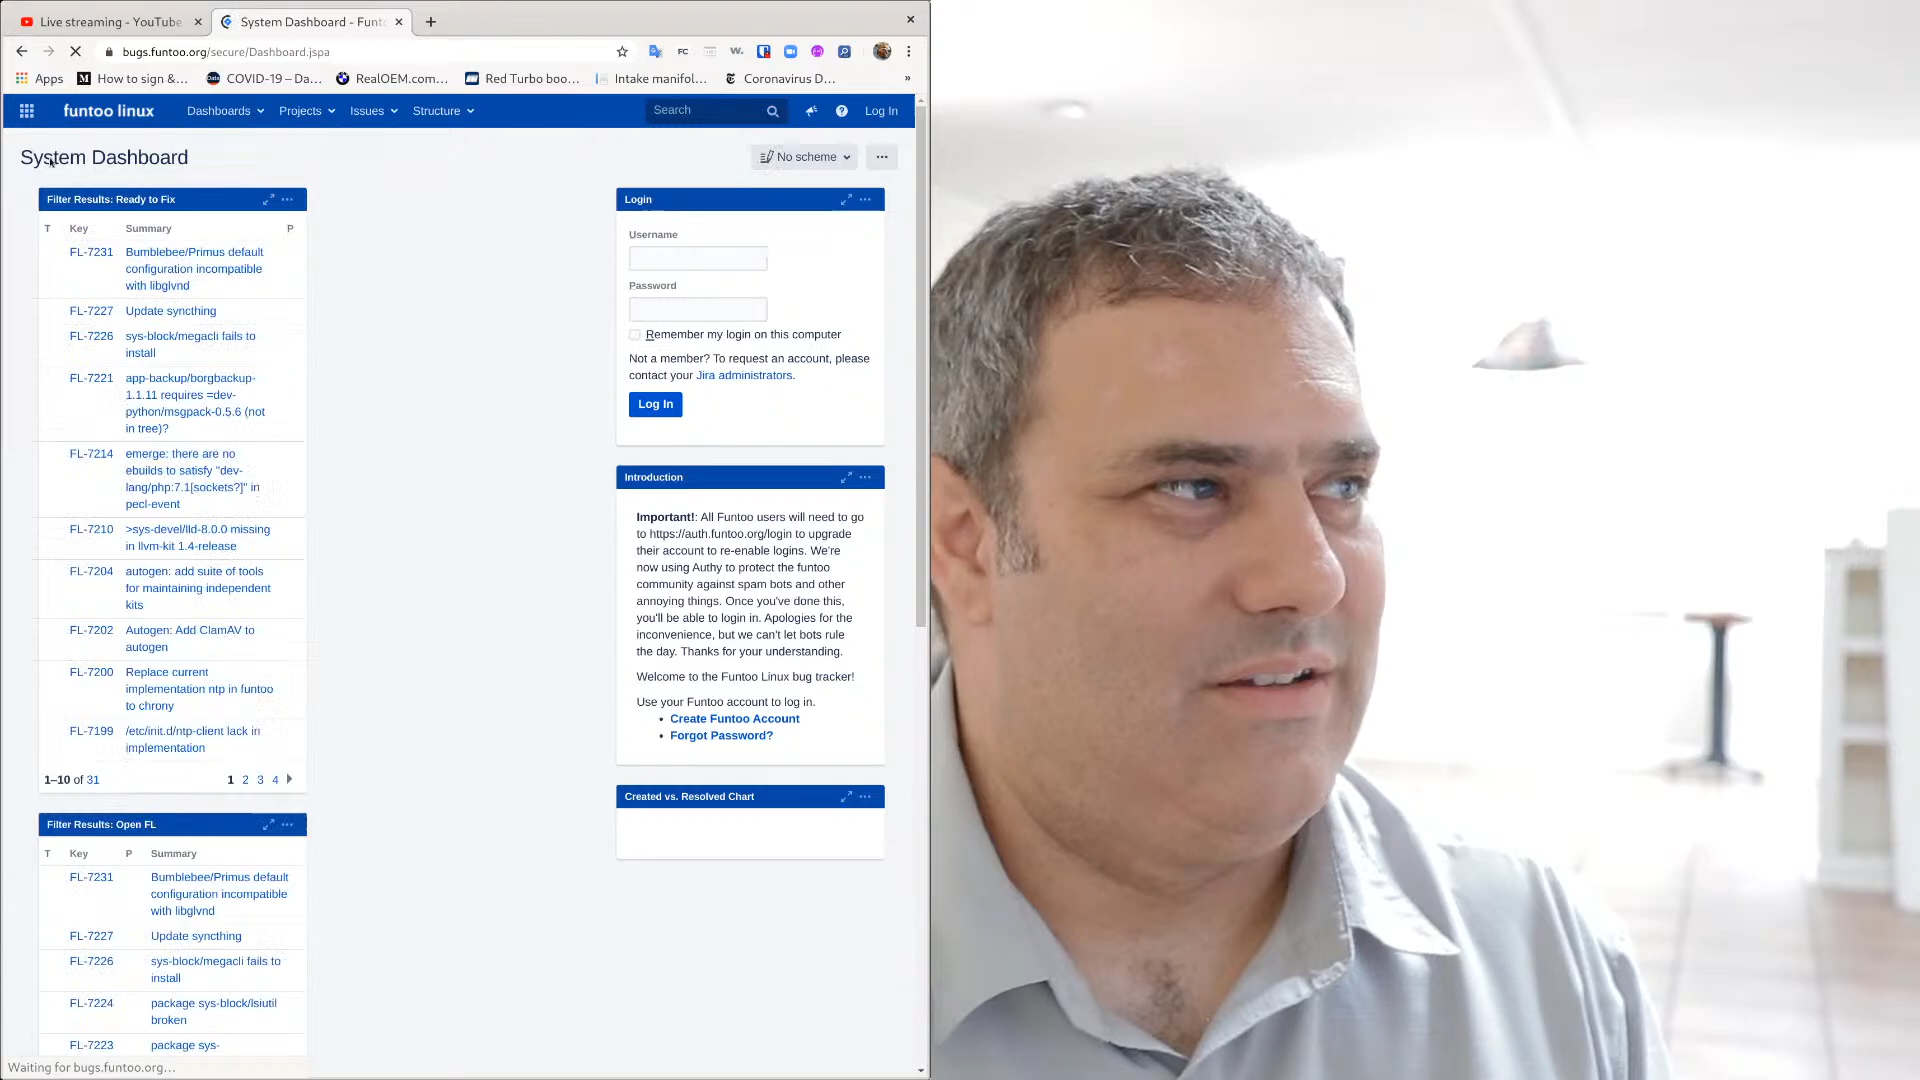 Live streaming - YouTube
System Dashboard - Funt
bugs.funtoo.org/secure/Dashboard.jspa
FC
W.
Apps
M How to sign &...
COVID-19 – Da...
RealOEM.com...
Red Turbo boo...
Intake manifol...
Coronavirus D...
»
funtoo linux
Dashboards
Projects
Issues
Structure
Search
Log In
System Dashboard
No scheme
Filter Results: Ready to Fix
T Key Summary P
FL-7231 Bumblebee/Primus default
configuration incompatible
with libglvnd
FL-7227 Update syncthing
FL-7226 sys-block/megacli fails to
install
FL-7221 app-backup/borgbackup-
1.1.11 requires =dev-
python/msgpack-0.5.6 (not
in tree)?
FL-7214 emerge: there are no
ebuilds to satisfy "dev-
lang/php:7.1[sockets?]" in
pecl-event
FL-7210 >sys-devel/lld-8.0.0 missing
in llvm-kit 1.4-release
FL-7204 autogen: add suite of tools
for maintaining independent
kits
FL-7202 Autogen: Add ClamAV to
autogen
FL-7200 Replace current
implementation ntp in funtoo
to chrony
FL-7199 /etc/init.d/ntp-client lack in
implementation
1–10 of 31
1 2 3 4
Filter Results: Open FL
T Key P Summary
FL-7231 Bumblebee/Primus default
configuration incompatible
with libglvnd
FL-7227 Update syncthing
FL-7226 sys-block/megacli fails to
install
FL-7224 package sys-block/lsiutil
broken
FL-7223 package sys-
Waiting for bugs.funtoo.org...
Login
Username
Password
Remember my login on this computer
Not a member? To request an account, please
contact your Jira administrators.
Log In
Introduction
Important!: All Funtoo users will need to go
to https://auth.funtoo.org/login to upgrade
their account to re-enable logins. We're
now using Authy to protect the funtoo
community against spam bots and other
annoying things. Once you've done this,
you'll be able to login in. Apologies for the
inconvenience, but we can't let bots rule
the day. Thanks for your understanding.
Welcome to the Funtoo Linux bug tracker!
Use your Funtoo account to log in.
• Create Funtoo Account
• Forgot Password?
Created vs. Resolved Chart